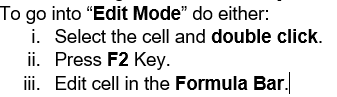 To go into “Edit Mode” do either:
i. Select the cell and double click.
ii. Press F2 Key.
iii. Edit cell in the Formula Bar.